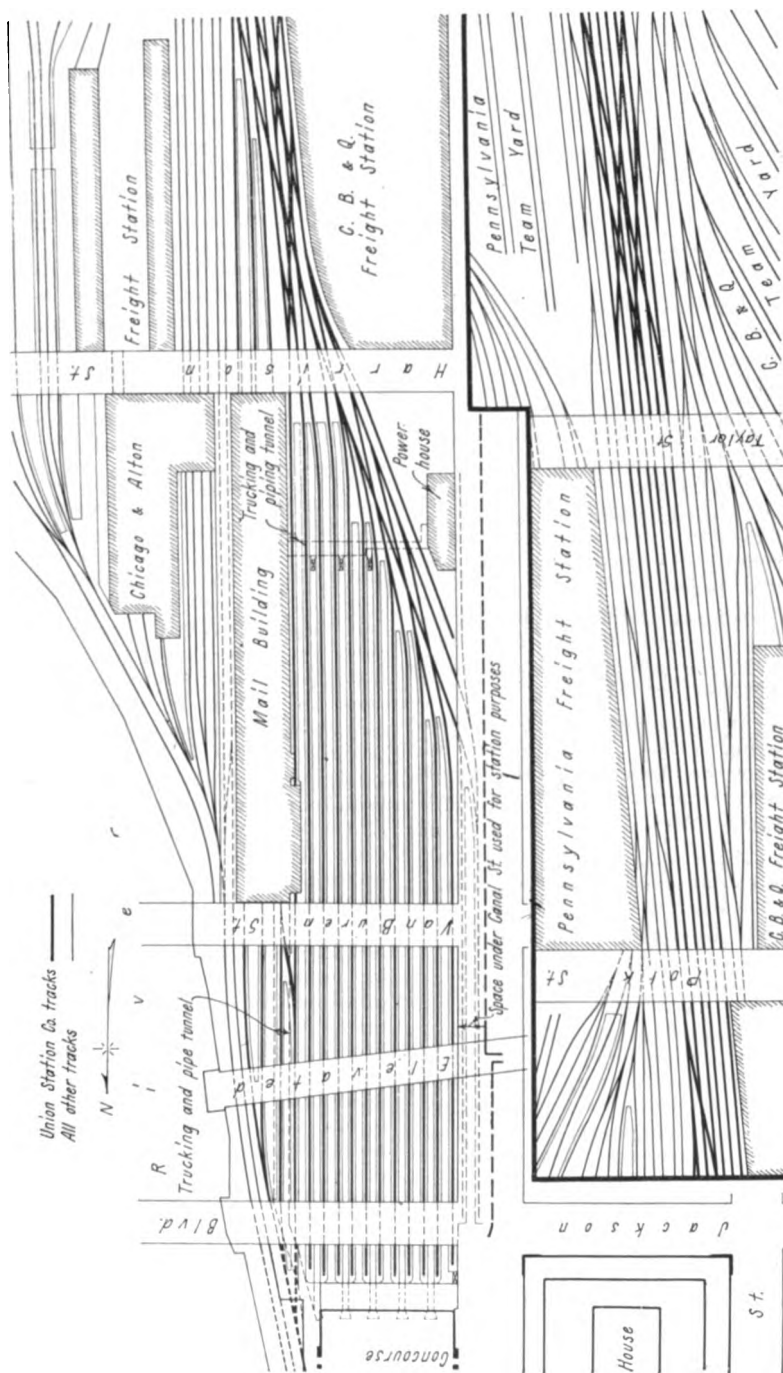 Union Station Co. tracks
All other tracks
N
River
Freight Station
Chicago & Alton
C. B. & Q.
Freight Station
Pennsylvania
Team Yard
C. B. & Q.
Team Yard
Harrison St.
Trucking and
piping tunnel
Power-
house
Mail Building
Taylor St.
Pennsylvania Freight Station
C. B. & Q. Freight Station
Space under Canal St. used for station purposes
Van Buren St.
Polk St.
Trucking and pipe tunnel
Elevated
Jackson
Blvd.
Concourse
House
St.